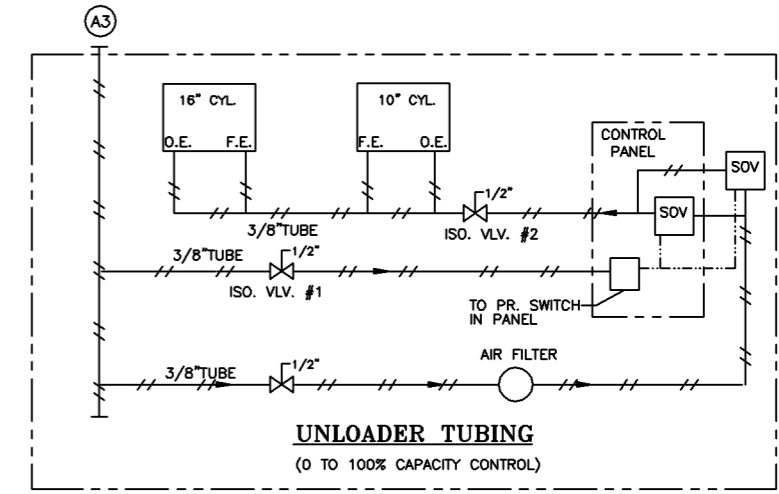 A3
16" CYL.
O.E. F.E.
10" CYL.
F.E. O.E.
CONTROL
PANEL
SOV
SOV
1/2"
3/8"TUBE
ISO. VLV. #2
3/8"TUBE
1/2"
ISO. VLV. #1
TO PR. SWITCH
IN PANEL
AIR FILTER
3/8"TUBE
1/2"
UNLOADER TUBING
(0 TO 100% CAPACITY CONTROL)